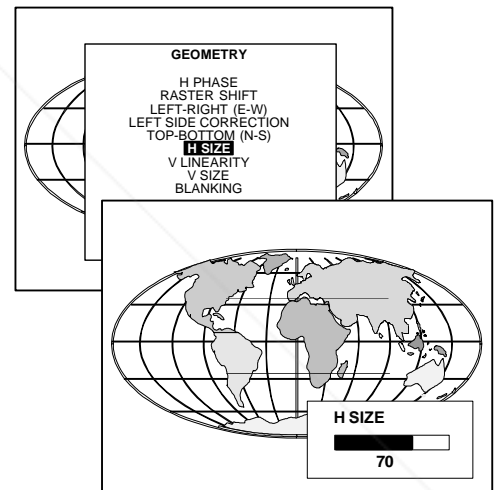 GEOMETRY
H PHASE
RASTER SHIFT
LEFT-RIGHT (E-W)
LEFT SIDE CORRECTION
TOP-BOTTOM (N-S)
H SIZE
V LINEARITY
V SIZE
BLANKING
H SIZE
70